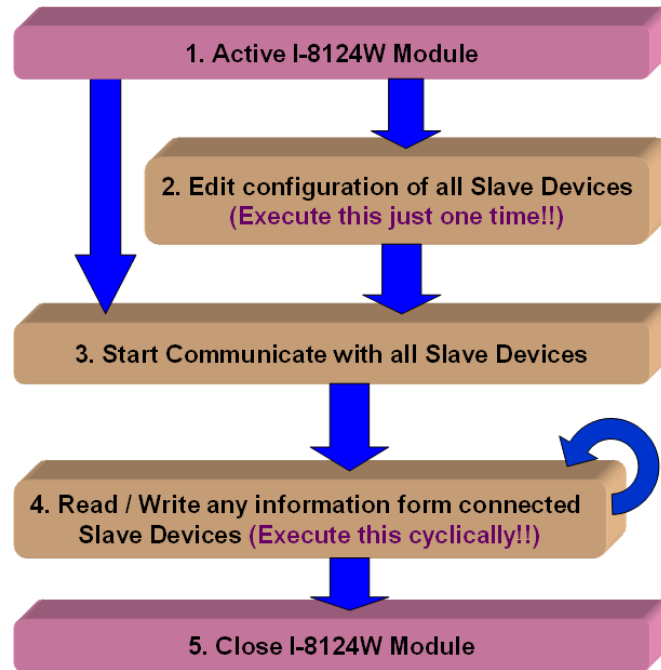 1. Active I-8124W Module
2. Edit configuration of all Slave Devices
(Execute this just one time!!)
3. Start Communicate with all Slave Devices
4. Read / Write any information form connected
Slave Devices (Execute this cyclically!!)
5. Close I-8124W Module